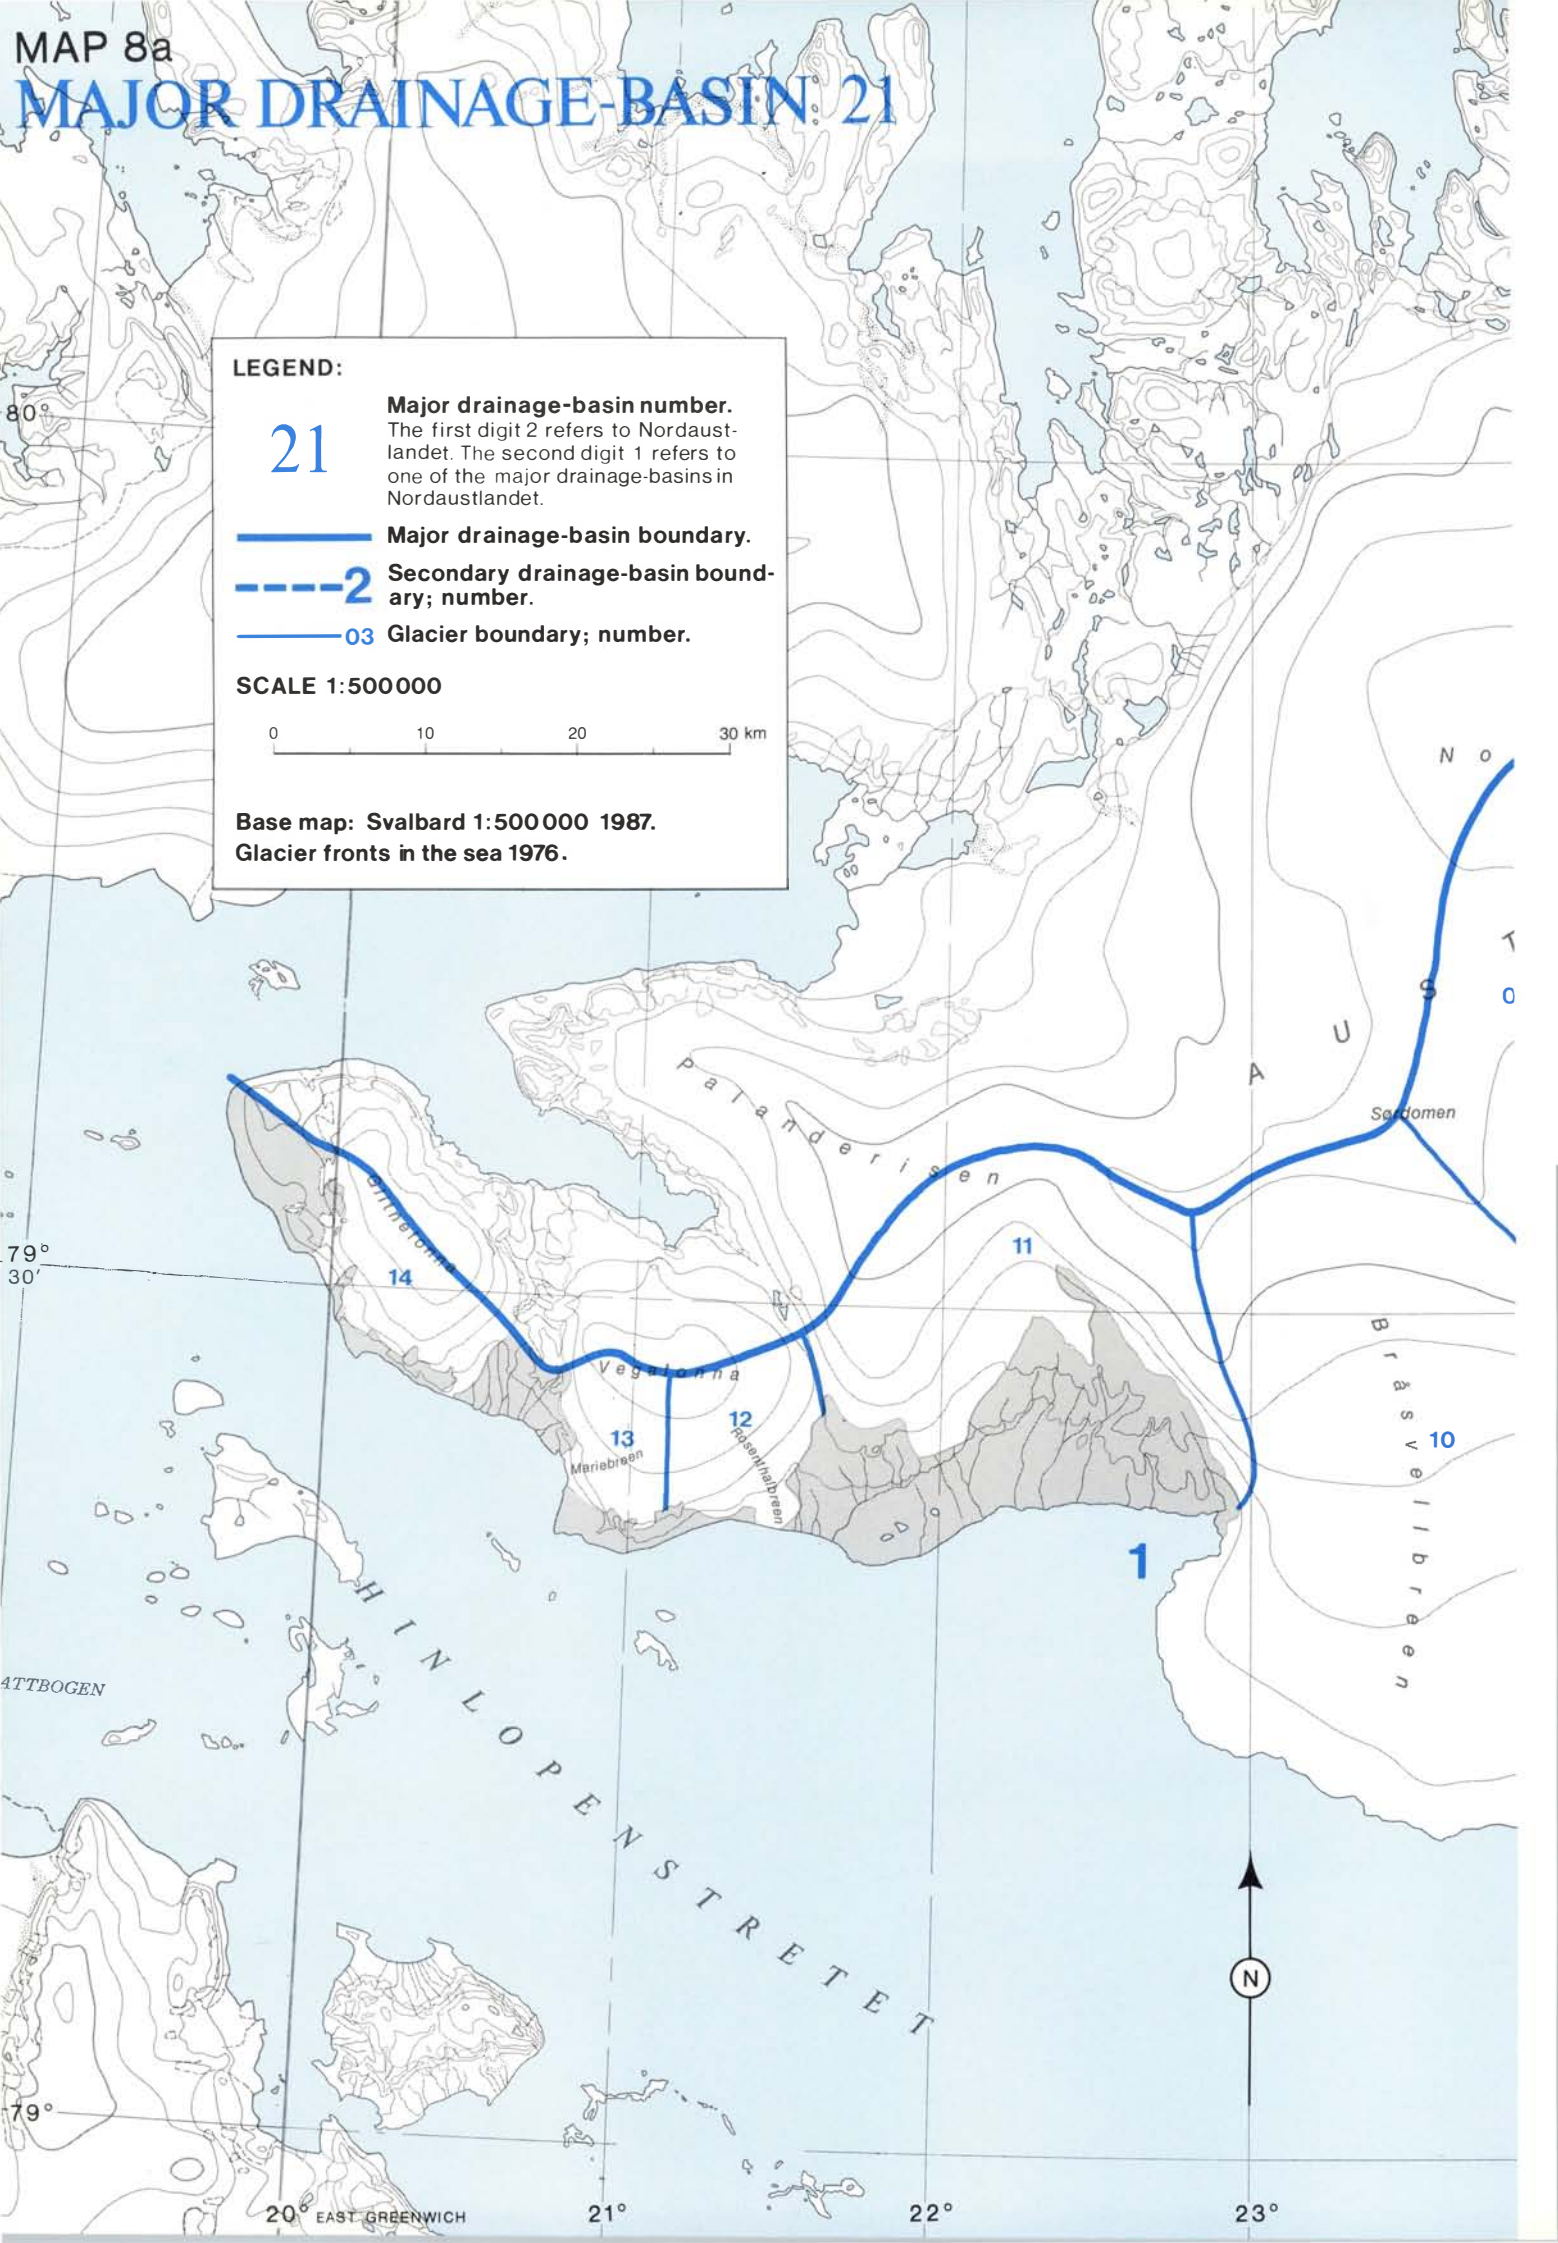 MAP 8a
MAJOR DRAINAGE-BASIN 21
LEGEND:
21
Major drainage-basin number.
The first digit 2 refers to Nordaust-
landet. The second digit 1 refers to
one of the major drainage-basins in
Nordaustlandet.
Major drainage-basin boundary.
2
Secondary drainage-basin bound-
ary; number.
03
Glacier boundary; number.
SCALE 1:500000
0 10 20 30 km
Base map: Svalbard 1:500000 1987.
Glacier fronts in the sea 1976.
80°
N o
T
S
0
U
A
Palanderisen
Sørdomen
Glitnefonna
79°
30'
14
11
Vegafonna
12
13
Mariebreen
Rosenthalbreen
Bråsvellbreen
10
1
HINLOPENSTRETET
ATTBOGEN
N
79°
20° EAST GREENWICH
21°
22°
23°